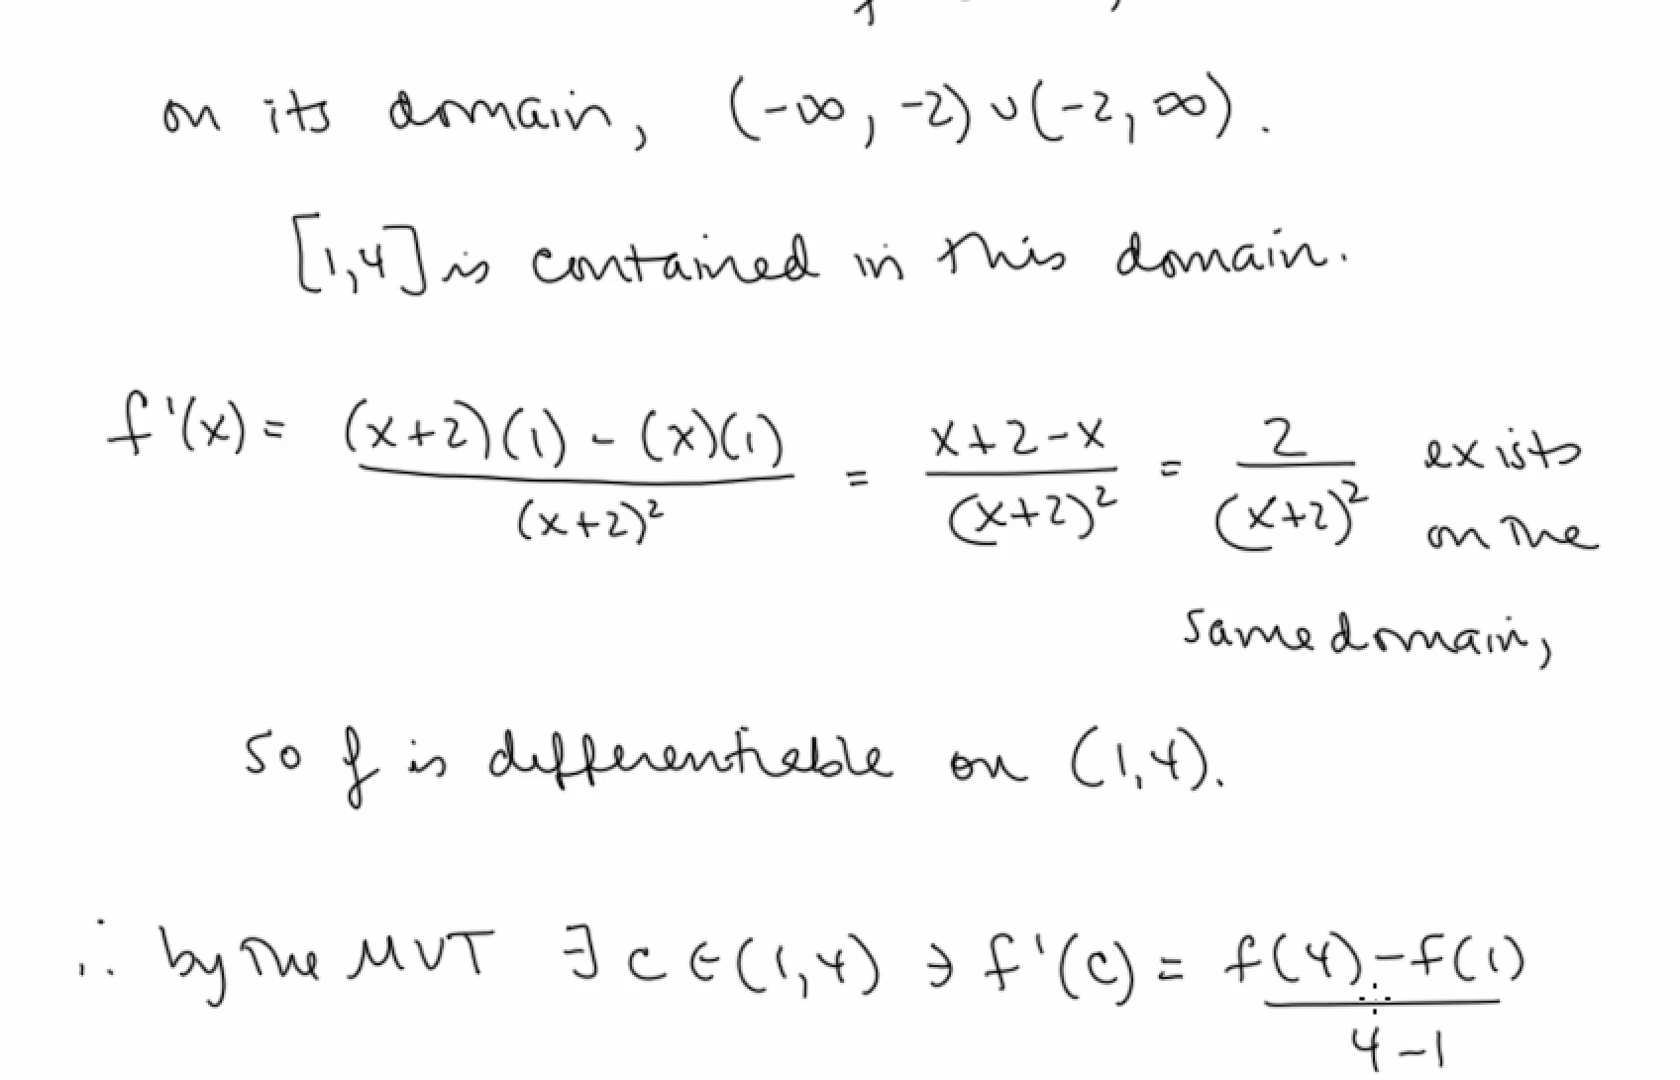 on its domain, (-∞, -2) ∪ (-2, ∞).
[1,4] is contained in this domain.
f'(x) = ((x+2)(1) - (x)(1))/(x+2)² = (x+2-x)/(x+2)² = 2/(x+2)² exists
on the
same domain,
so f is differentiable on (1,4).
∴ by the MVT ∃ c ∈ (1,4) ∋ f'(c) = (f(4)-f(1))/(4-1)